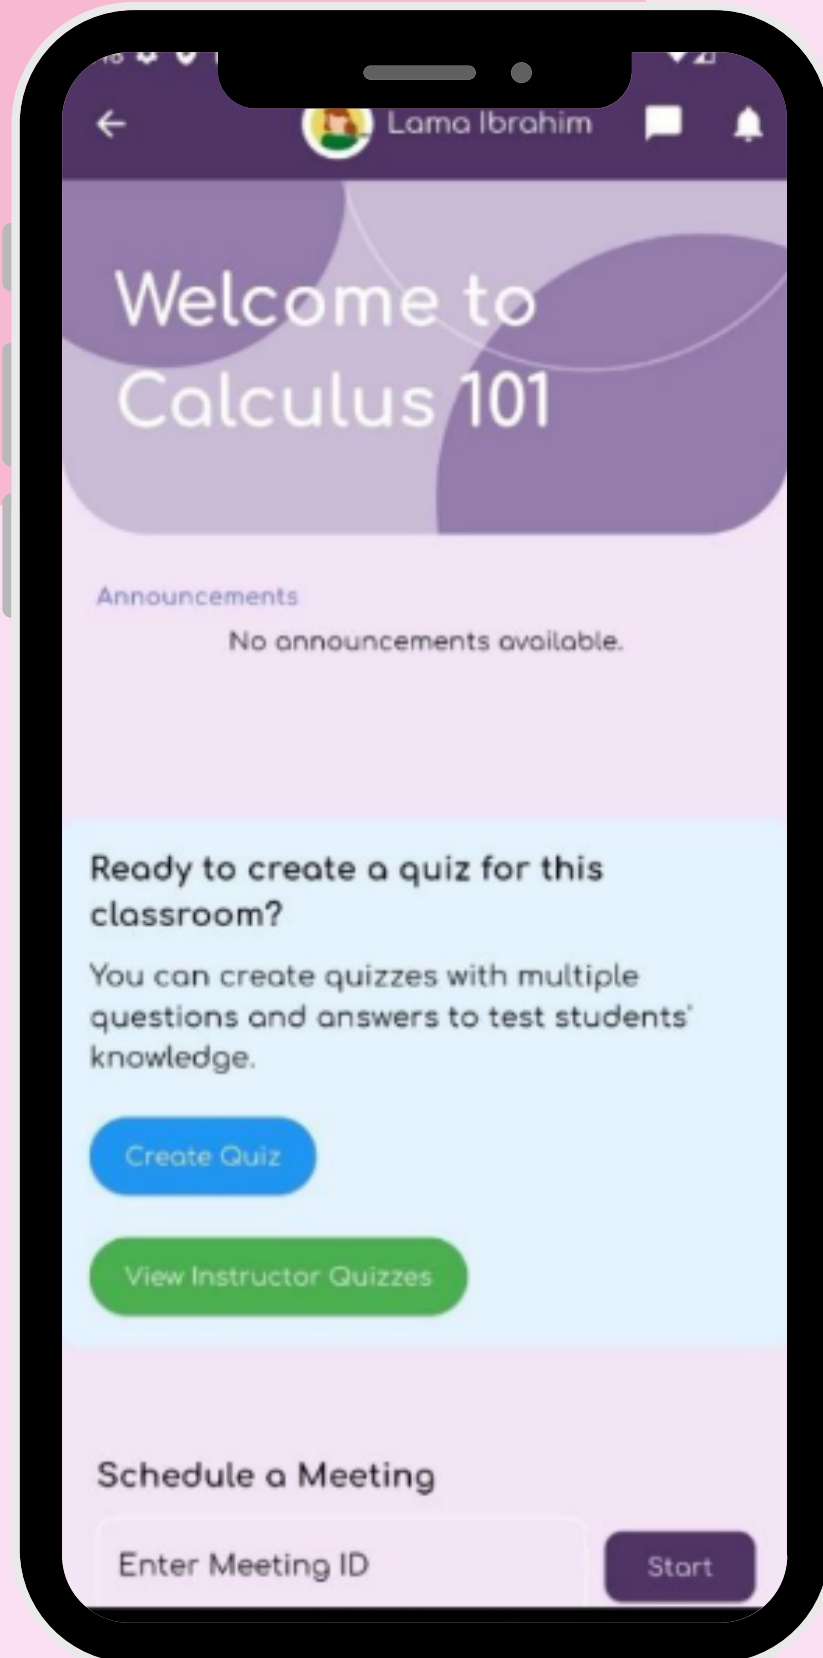 Lama Ibrahim
Welcome to
Calculus 101
Announcements
No announcements available.
Ready to create a quiz for this
classroom?
You can create quizzes with multiple
questions and answers to test students'
knowledge.
Create Quiz
View Instructor Quizzes
Schedule a Meeting
Enter Meeting ID
Start